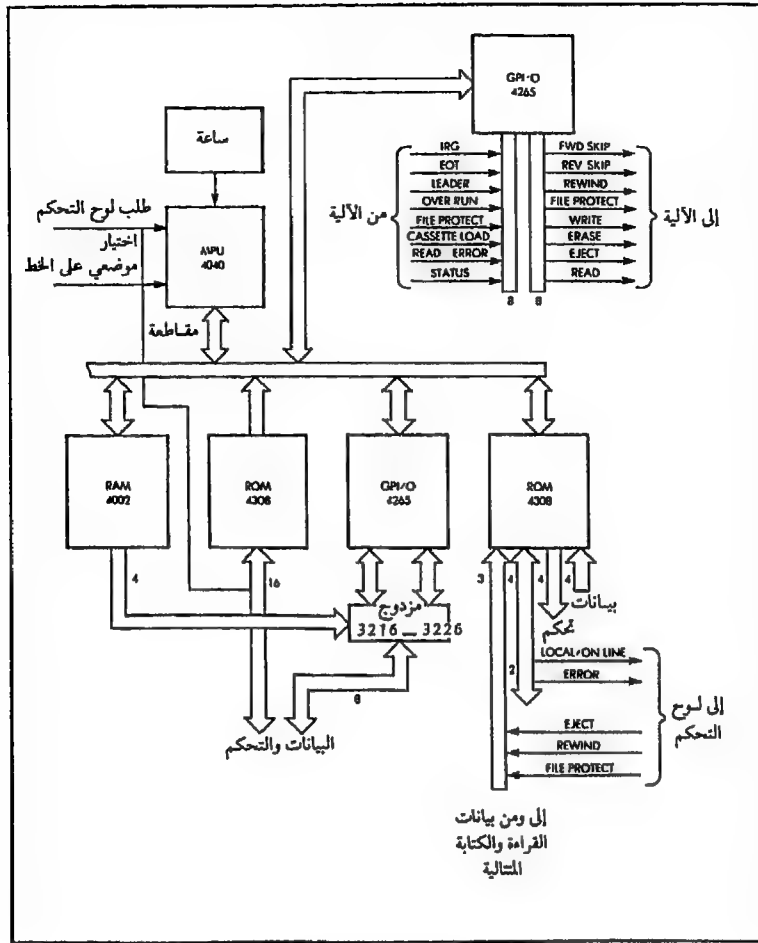 GPI/O
4265
ساعة
IRG
EOT
LEADER
OVER RUN
FILE PROTECT
CASSETTE LOAD
READ ERROR
STATUS
من الآلية
FWD SKIP
REV SKIP
REWIND
FILE PROTECT
WRITE
ERASE
EJECT
READ
إلى الآلية
8
8
طلب لوح التحكم
اختيار
موضعي على الخط
MPU
4040
مقاطعة
RAM
4002
ROM
4308
GPI/O
4265
ROM
4308
4
16
3
4
4
4
مزدوج
3216 — 3226
بيانات
تحكم
2
LOCAL/ON LINE
ERROR
8
البيانات والتحكم
EJECT
REWIND
FILE PROTECT
إلى لوح
التحكم
إلى ومن بيانات
القراءة والكتابة
المتتالية